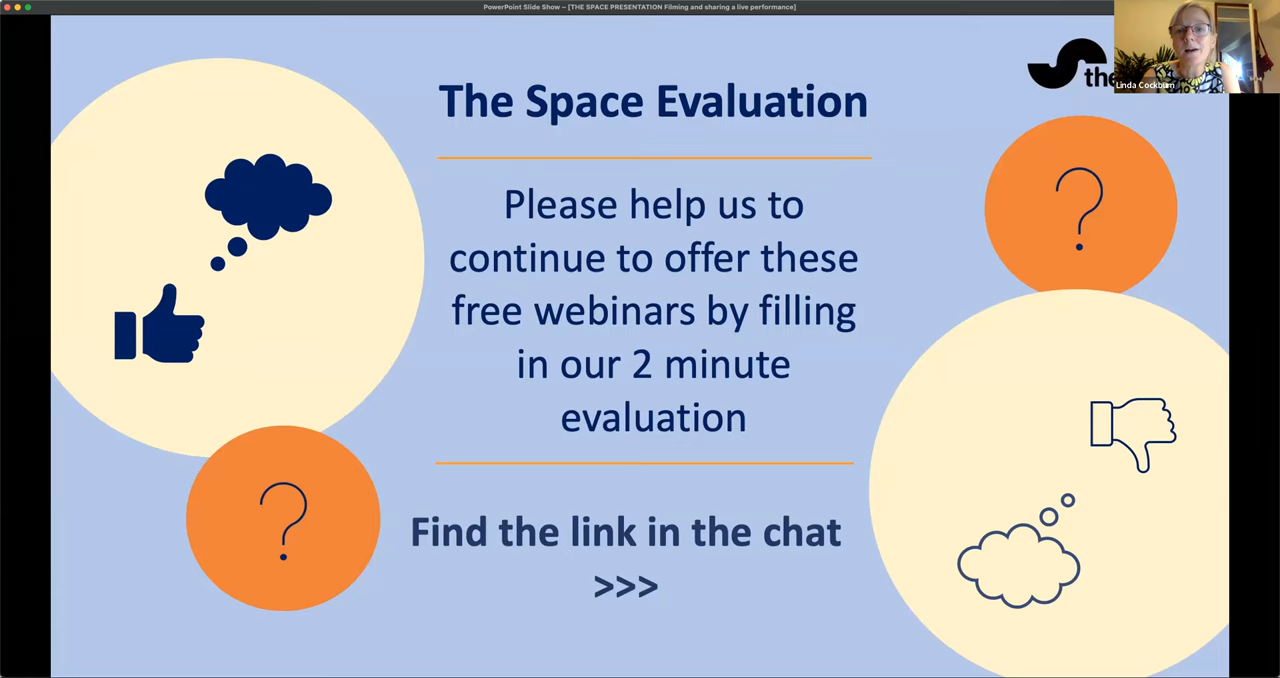 PowerPoint Slide Show – [THE SPACE PRESENTATION Filming and sharing a live performance]
the
Linda Cockburn
The Space Evaluation
Please help us to
continue to offer these
free webinars by filling
in our 2 minute
evaluation
Find the link in the chat
>>>
?
?